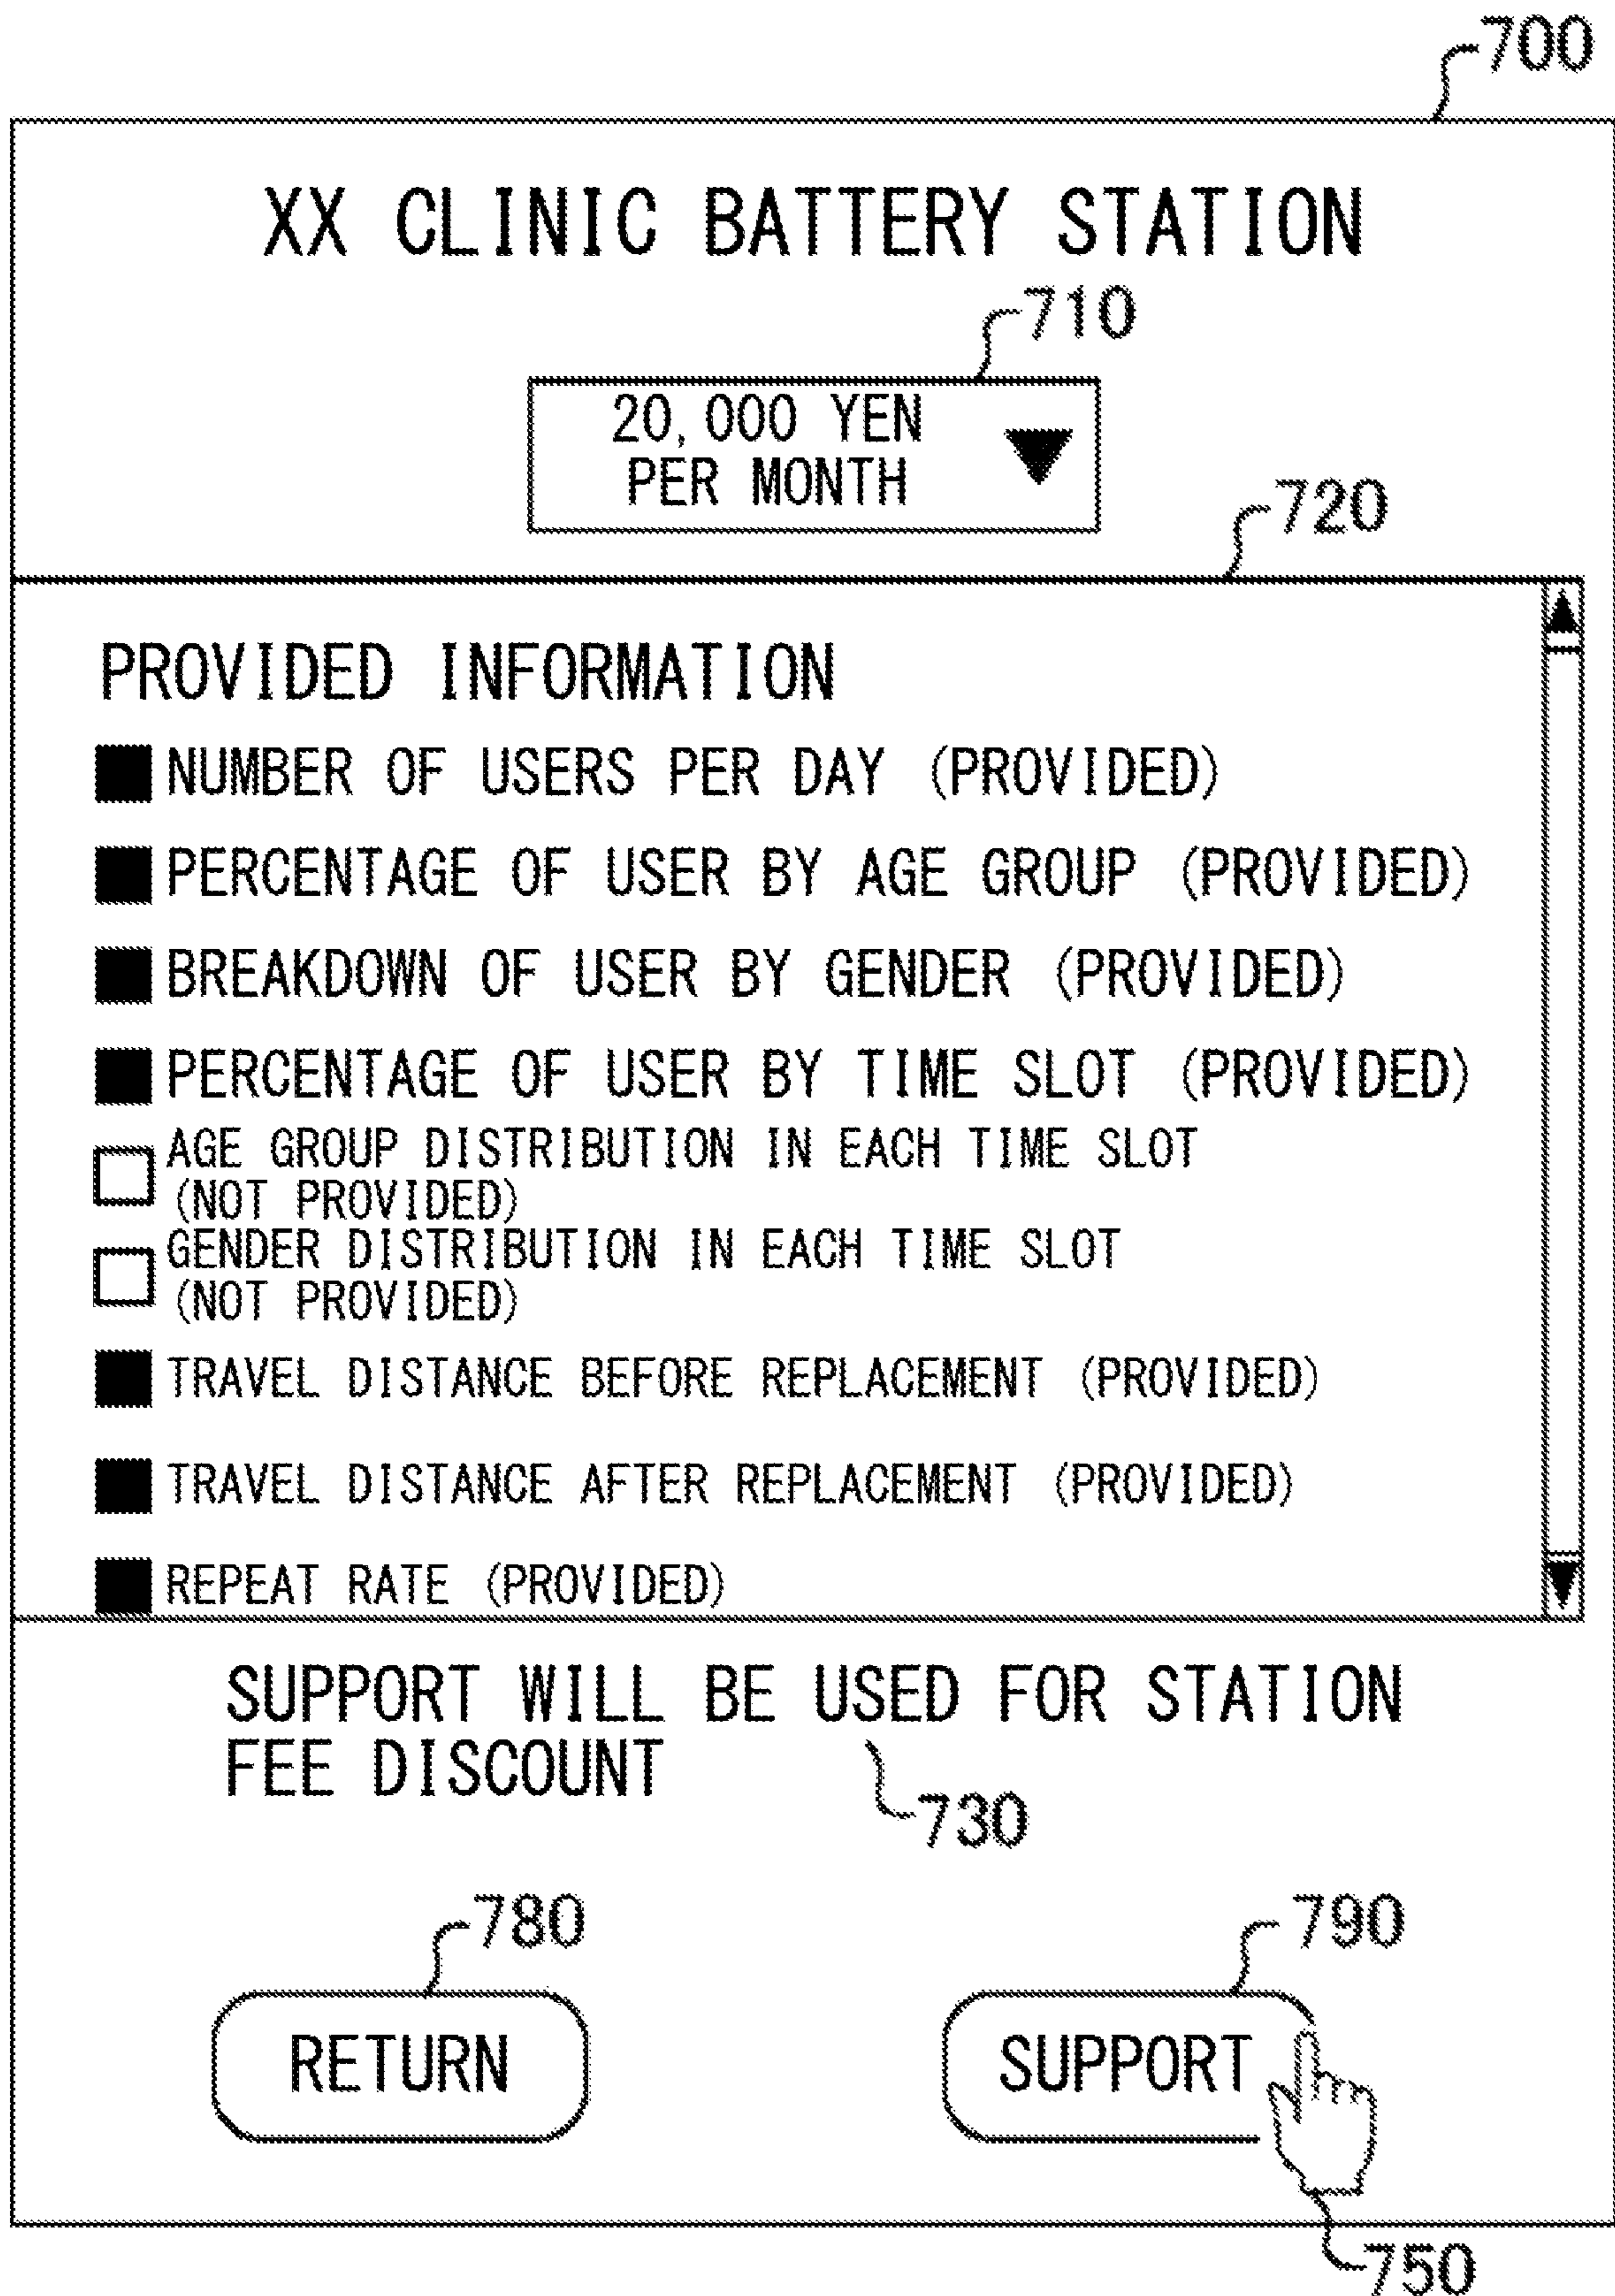 700
XX CLINIC BATTERY STATION
710
20,000 YEN
PER MONTH
720
PROVIDED INFORMATION
NUMBER OF USERS PER DAY (PROVIDED)
PERCENTAGE OF USER BY AGE GROUP (PROVIDED)
BREAKDOWN OF USER BY GENDER (PROVIDED)
PERCENTAGE OF USER BY TIME SLOT (PROVIDED)
AGE GROUP DISTRIBUTION IN EACH TIME SLOT
(NOT PROVIDED)
GENDER DISTRIBUTION IN EACH TIME SLOT
(NOT PROVIDED)
TRAVEL DISTANCE BEFORE REPLACEMENT (PROVIDED)
TRAVEL DISTANCE AFTER REPLACEMENT (PROVIDED)
REPEAT RATE (PROVIDED)
SUPPORT WILL BE USED FOR STATION
FEE DISCOUNT
730
780
790
RETURN
SUPPORT
750